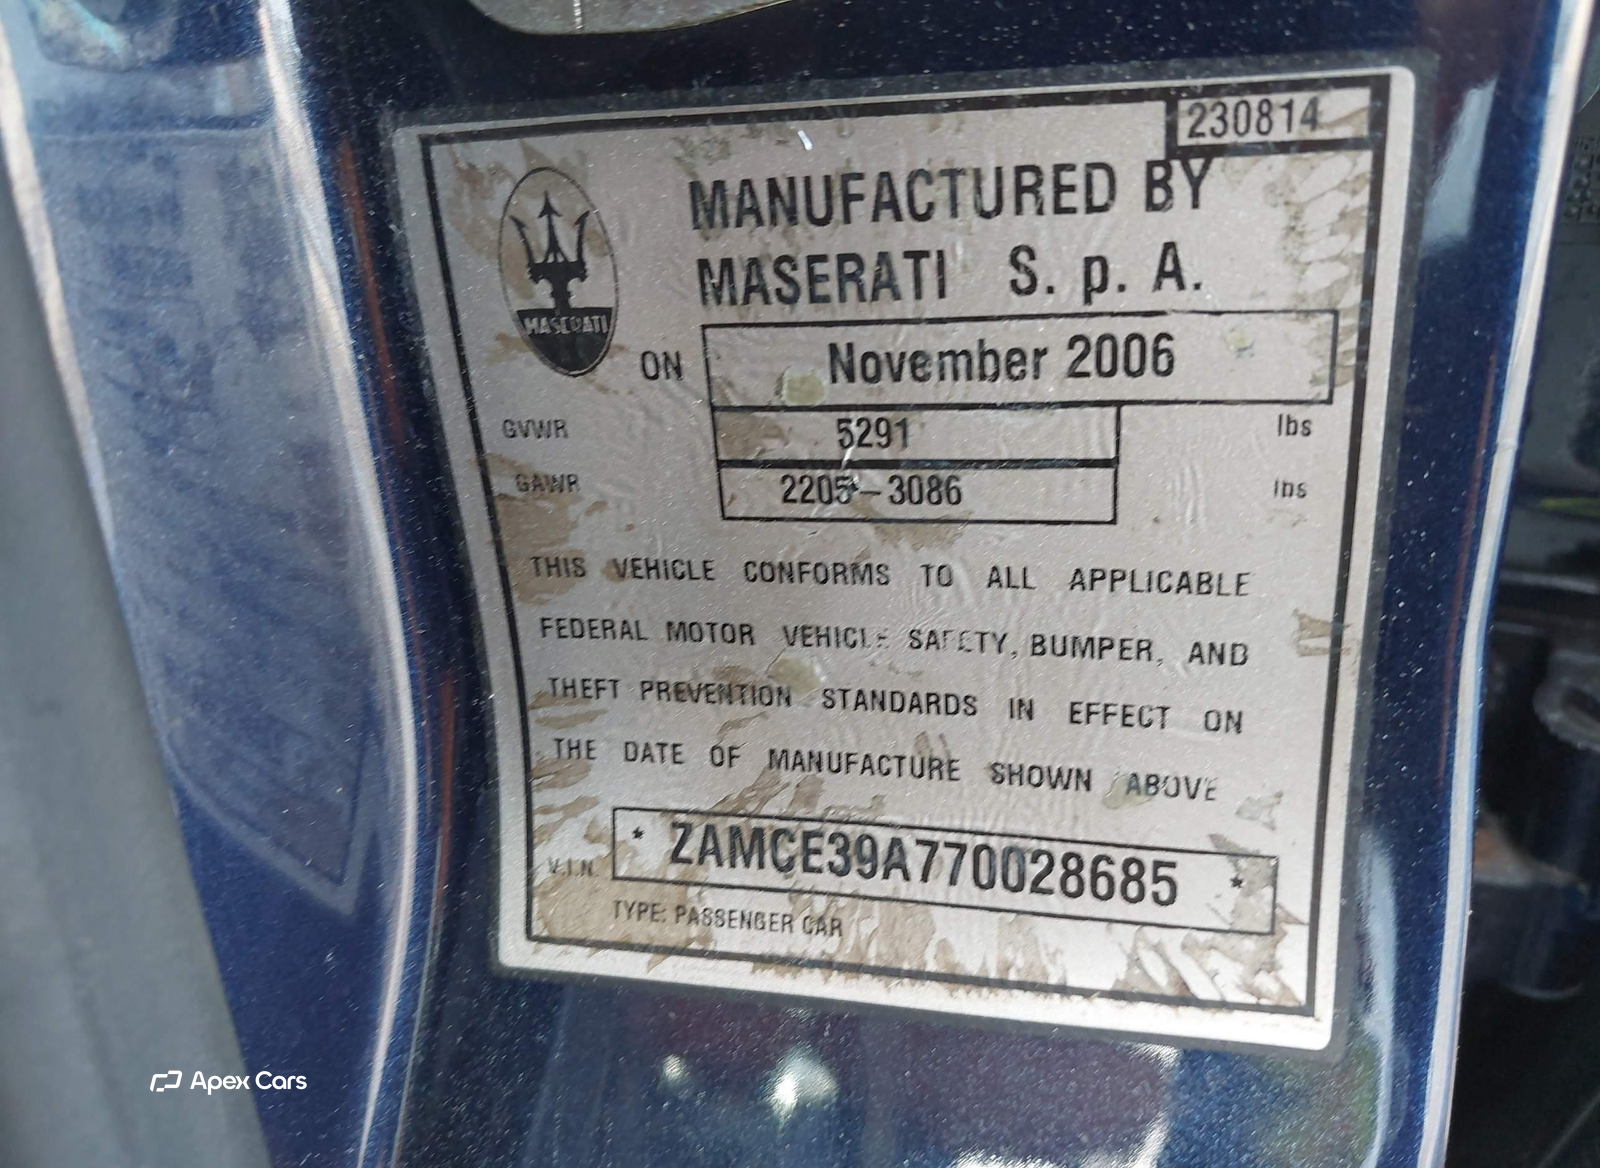 230814
MANUFACTURED BY
MASERATI S. p. A.
MASERATI
ON November 2006
GVWR 5291 lbs
GAWR 2205-3086 lbs
THIS VEHICLE CONFORMS TO ALL APPLICABLE
FEDERAL MOTOR VEHICLE SAFETY, BUMPER, AND
THEFT PREVENTION STANDARDS IN EFFECT ON
THE DATE OF MANUFACTURE SHOWN ABOVE
V.I.N. * ZAMCE39A770028685 *
TYPE: PASSENGER CAR
Apex Cars